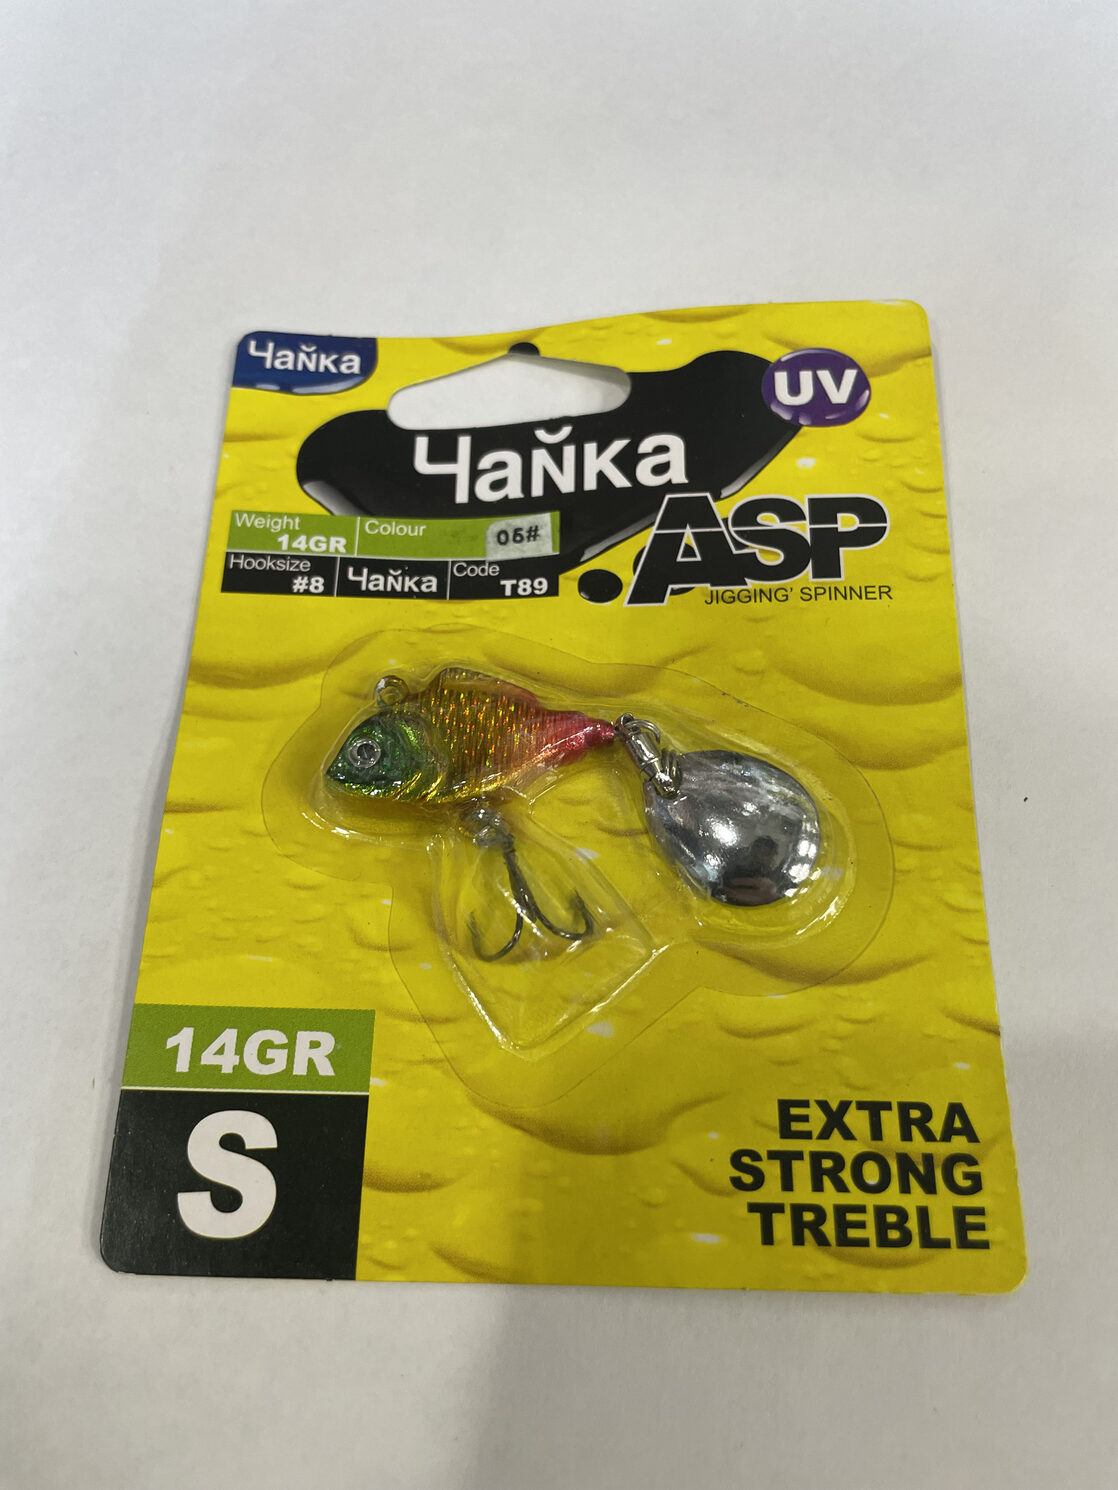 Чайка
UV
Чайка
ASP
JIGGING' SPINNER
Weight
14GR
Colour
06#
Hooksize
#8
Чайка
Code
T89
14GR
S
EXTRA
STRONG
TREBLE